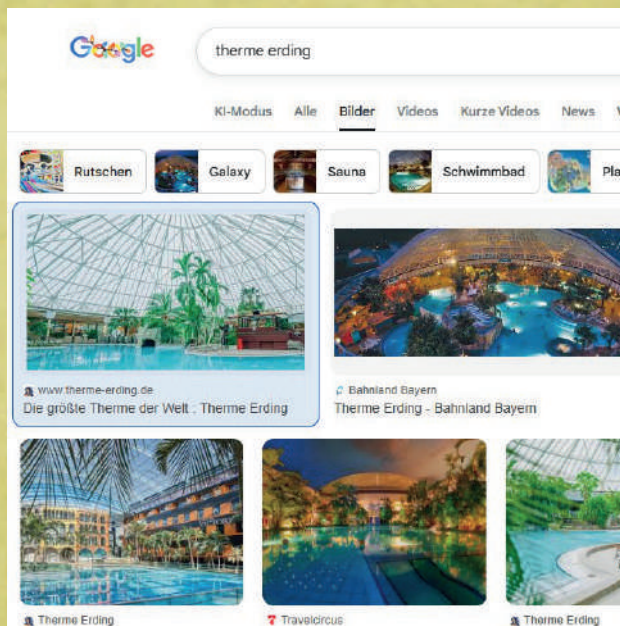 Google
therme erding
KI-Modus Alle Bilder Videos Kurze Videos News
Rutschen Galaxy Sauna Schwimmbad Pla
www.therme-erding.de
Die größte Therme der Welt : Therme Erding
Bahnland Bayern
Therme Erding - Bahnland Bayern
Therme Erding
Travelcircus
Therme Erding